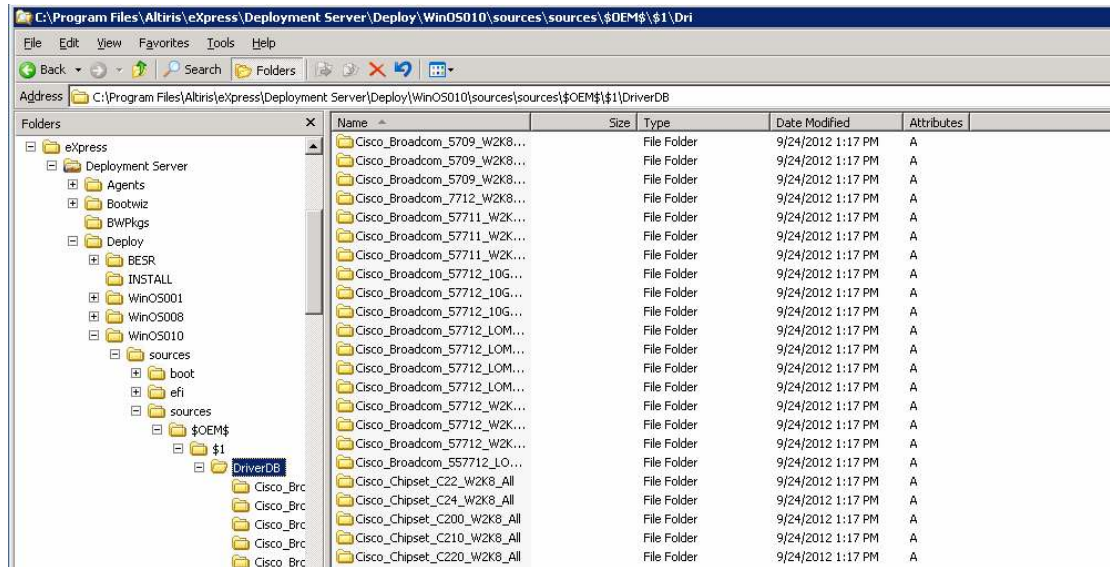 C:\Program Files\Altiris\eXpress\Deployment Server\Deploy\WinOS010\sources\sources\$OEM$\$1\Dri
File Edit View Favorites Tools Help
Back Search Folders
Address C:\Program Files\Altiris\eXpress\Deployment Server\Deploy\WinOS010\sources\sources\$OEM$\$1\DriverDB
Folders
eXpress
Deployment Server
Agents
Bootwiz
BWPkgs
Deploy
BESR
INSTALL
WinOS001
WinOS008
WinOS010
sources
boot
efi
sources
$OEM$
$1
DriverDB
Cisco_Brc
Cisco_Brc
Cisco_Brc
Cisco_Brc
Cisco_Brc
Name Size Type Date Modified Attributes
Cisco_Broadcom_5709_W2K8... File Folder 9/24/2012 1:17 PM A
Cisco_Broadcom_5709_W2K8... File Folder 9/24/2012 1:17 PM A
Cisco_Broadcom_5709_W2K8... File Folder 9/24/2012 1:17 PM A
Cisco_Broadcom_7712_W2K8... File Folder 9/24/2012 1:17 PM A
Cisco_Broadcom_57711_W2K... File Folder 9/24/2012 1:17 PM A
Cisco_Broadcom_57711_W2K... File Folder 9/24/2012 1:17 PM A
Cisco_Broadcom_57711_W2K... File Folder 9/24/2012 1:17 PM A
Cisco_Broadcom_57712_10G... File Folder 9/24/2012 1:17 PM A
Cisco_Broadcom_57712_10G... File Folder 9/24/2012 1:17 PM A
Cisco_Broadcom_57712_10G... File Folder 9/24/2012 1:17 PM A
Cisco_Broadcom_57712_LOM... File Folder 9/24/2012 1:17 PM A
Cisco_Broadcom_57712_LOM... File Folder 9/24/2012 1:17 PM A
Cisco_Broadcom_57712_LOM... File Folder 9/24/2012 1:17 PM A
Cisco_Broadcom_57712_LOM... File Folder 9/24/2012 1:17 PM A
Cisco_Broadcom_57712_W2K... File Folder 9/24/2012 1:17 PM A
Cisco_Broadcom_57712_W2K... File Folder 9/24/2012 1:17 PM A
Cisco_Broadcom_57712_W2K... File Folder 9/24/2012 1:17 PM A
Cisco_Broadcom_557712_LO... File Folder 9/24/2012 1:17 PM A
Cisco_Chipset_C22_W2K8_All File Folder 9/24/2012 1:17 PM A
Cisco_Chipset_C24_W2K8_All File Folder 9/24/2012 1:17 PM A
Cisco_Chipset_C200_W2K8_All File Folder 9/24/2012 1:17 PM A
Cisco_Chipset_C210_W2K8_All File Folder 9/24/2012 1:17 PM A
Cisco_Chipset_C220_W2K8_All File Folder 9/24/2012 1:17 PM A